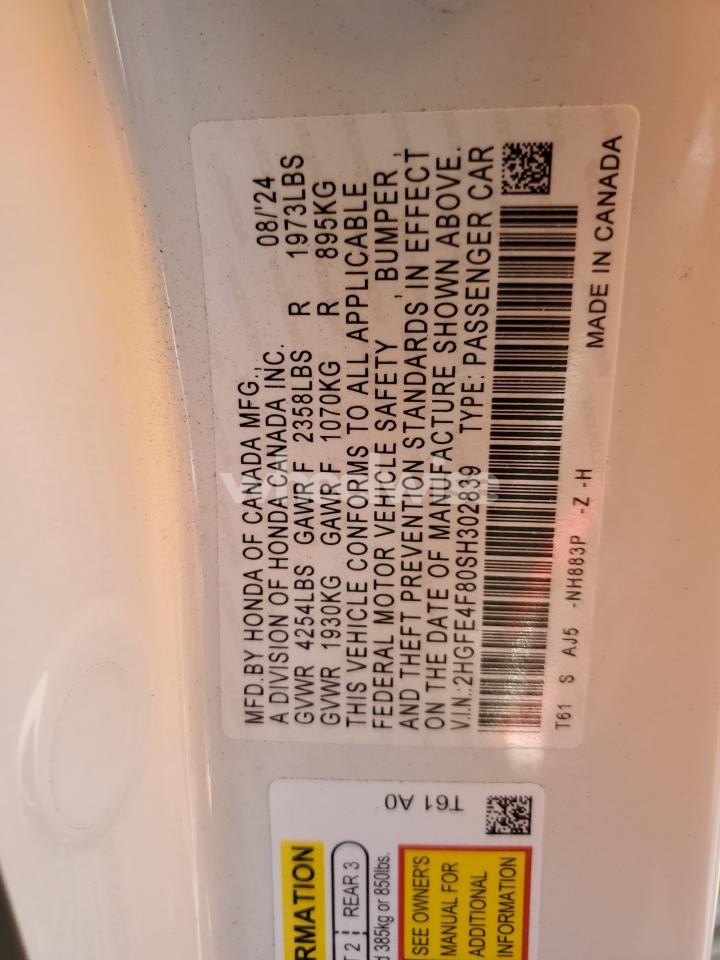 MFD.BY HONDA OF CANADA MFG.,
A DIVISION OF HONDA CANADA INC. 08/'24
GVWR 4254LBS GAWR F 2358LBS R 1973LBS
GVWR 1930KG GAWR F 1070KG R 895KG
THIS VEHICLE CONFORMS TO ALL APPLICABLE
FEDERAL MOTOR VEHICLE SAFETY, BUMPER,
AND THEFT PREVENTION STANDARDS IN EFFECT
ON THE DATE OF MANUFACTURE SHOWN ABOVE.
V.I.N.:2HGFE4F80SH302839 TYPE: PASSENGER CAR
T61 S AJ5 -NH883P -Z -H MADE IN CANADA
T61 A0
RMATION
T 2 REAR 3
d 385kg or 850lbs.
SEE OWNER'S
MANUAL FOR
ADDITIONAL
INFORMATION